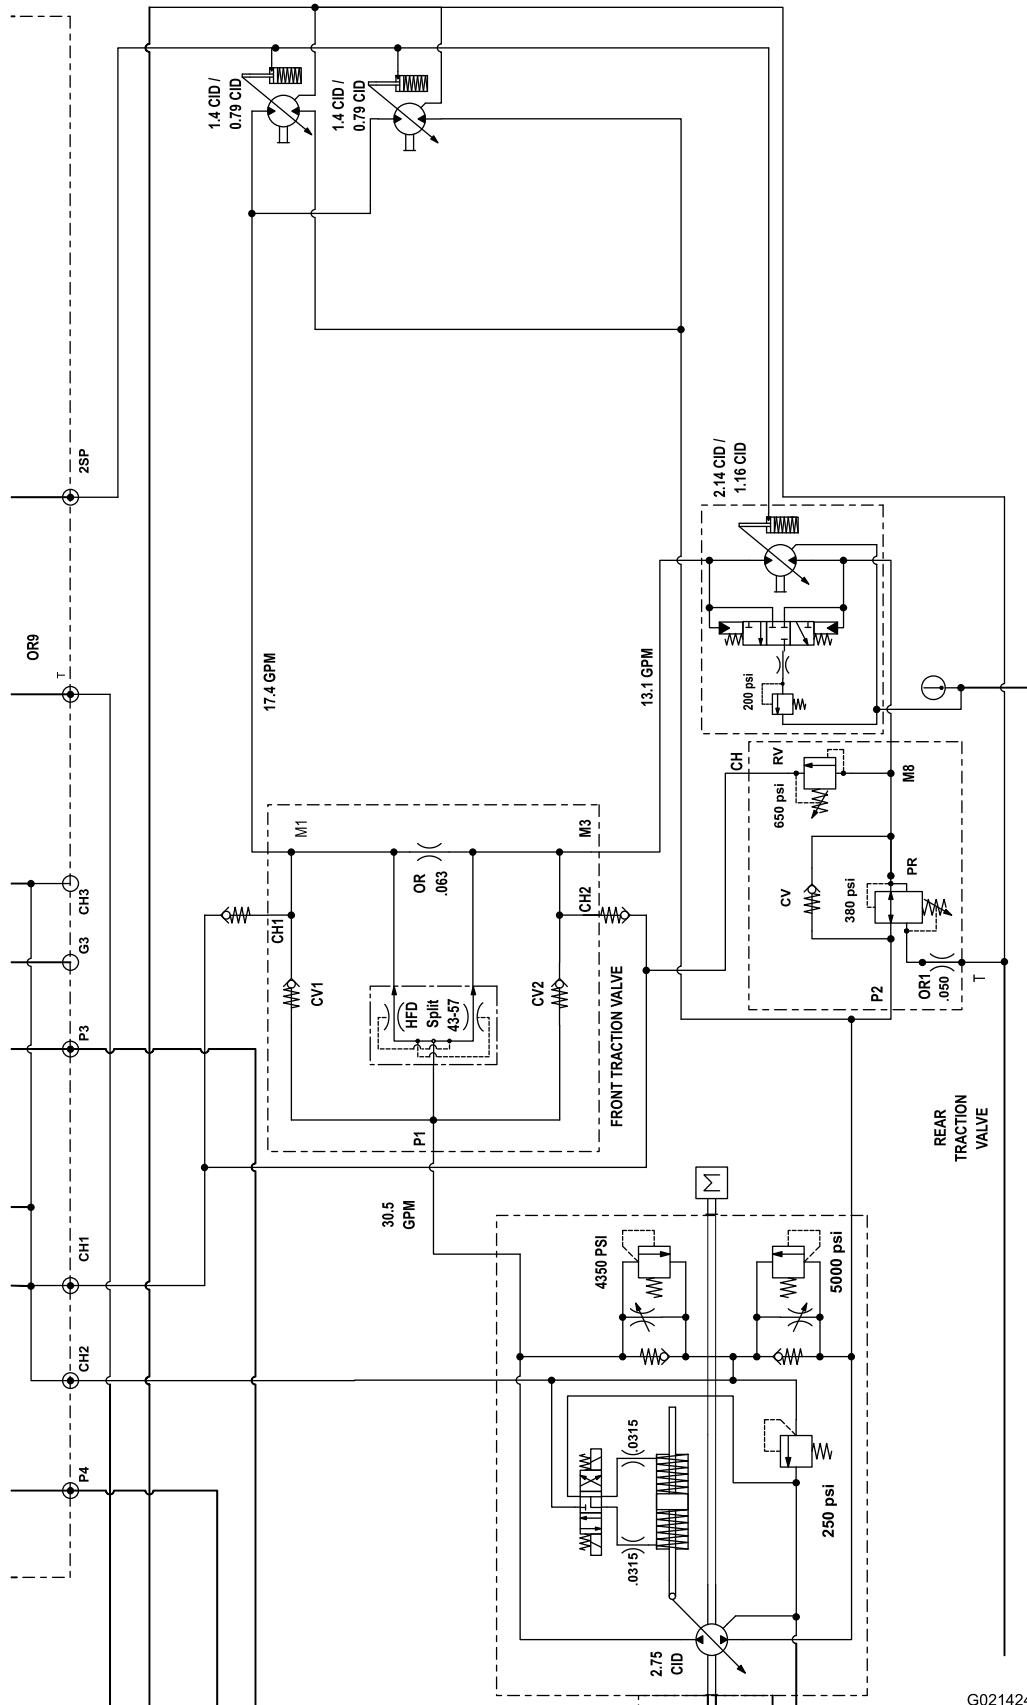 1.4 CID /
0.79 CID
1.4 CID /
0.79 CID
2SP
2.14 CID /
1.16 CID
OR9
T
17.4 GPM
13.1 GPM
200 psi
CH
RV
650 psi
M8
M1
M3
OR
.063
CH3
G3
P3
CH1
CH2
CV
380 psi
PR
CV1
CV2
HFD
Split
43-57
P2
OR1
.050
T
FRONT TRACTION VALVE
P1
REAR
TRACTION
VALVE
30.5
GPM
M
CH1
CH2
P4
4350 PSI
5000 psi
.0315
.0315
250 psi
2.75
CID
G021424